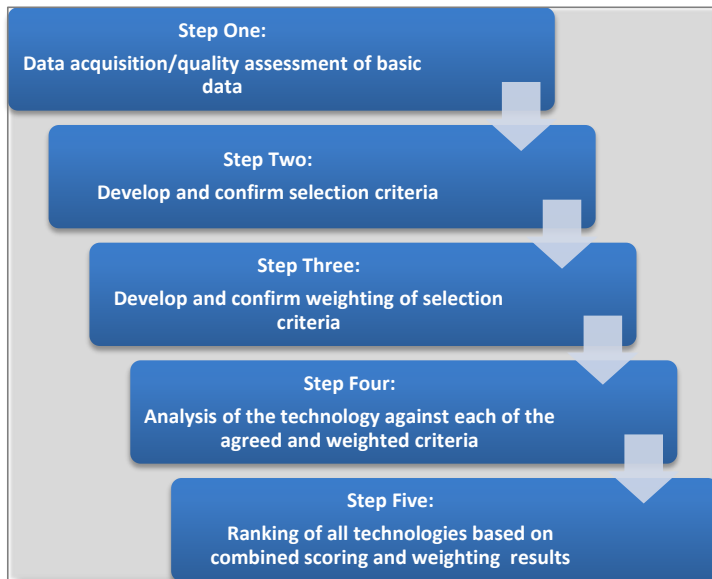 Step One:
Data acquisition/quality assessment of basic
data
Step Two:
Develop and confirm selection criteria
Step Three:
Develop and confirm weighting of selection
criteria
Step Four:
Analysis of the technology against each of the
agreed and weighted criteria
Step Five:
Ranking of all technologies based on
combined scoring and weighting results